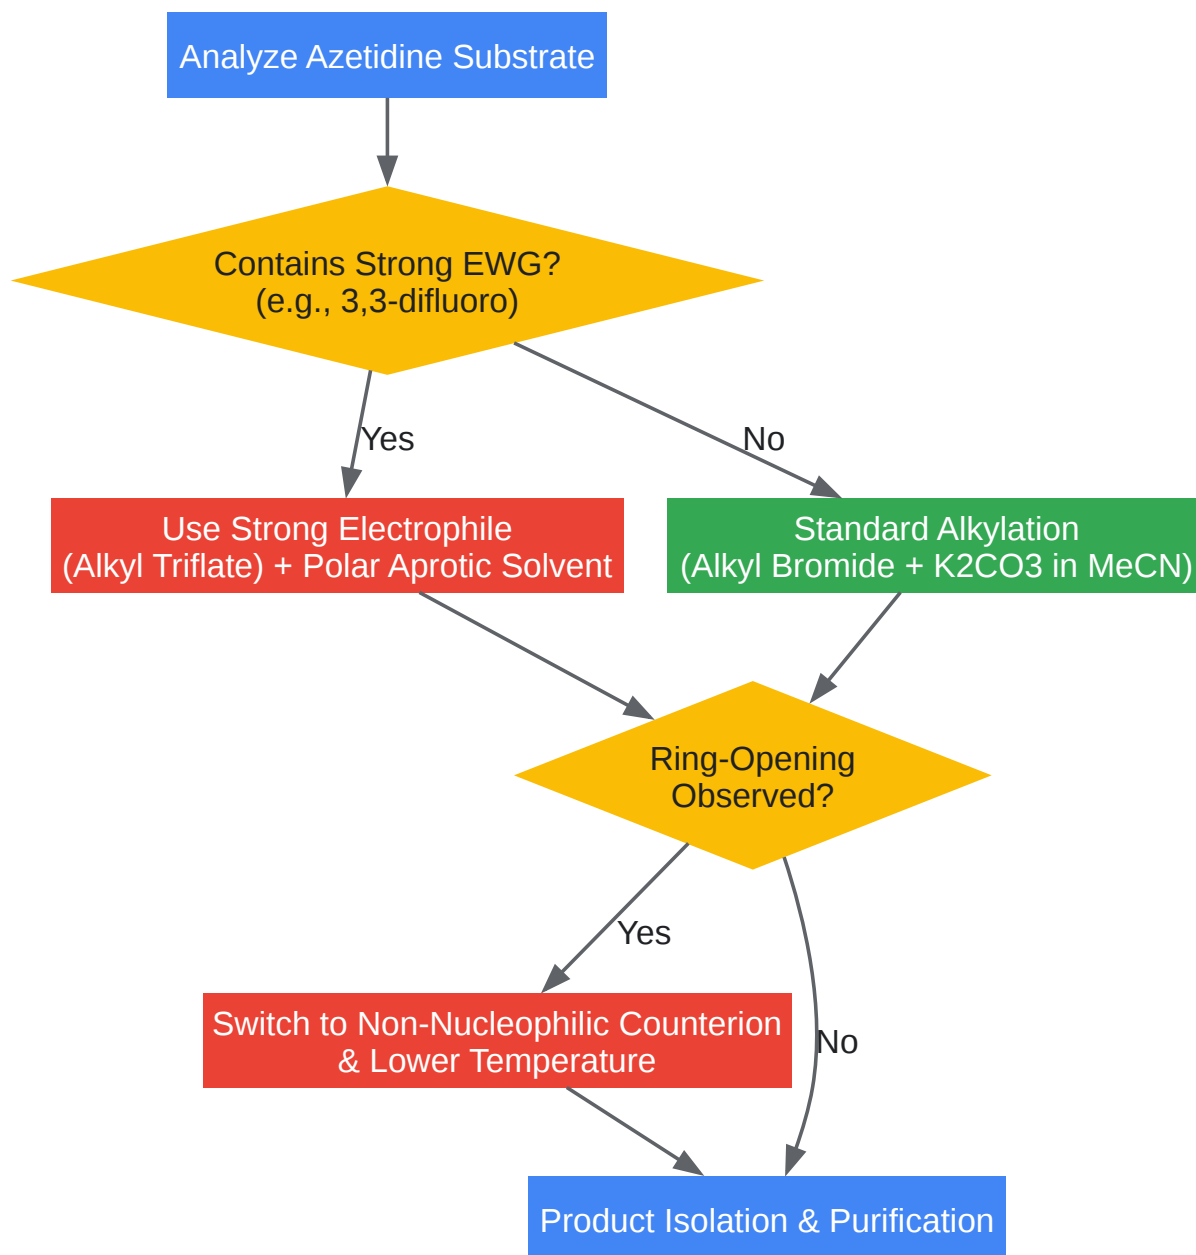 Analyze Azetidine Substrate
Contains Strong EWG?
(e.g., 3,3-difluoro)
Yes
No
Use Strong Electrophile
(Alkyl Triflate) + Polar Aprotic Solvent
Standard Alkylation
(Alkyl Bromide + K2CO3 in MeCN)
Ring-Opening
Observed?
Yes
Switch to Non-Nucleophilic Counterion
& Lower Temperature
No
Product Isolation & Purification